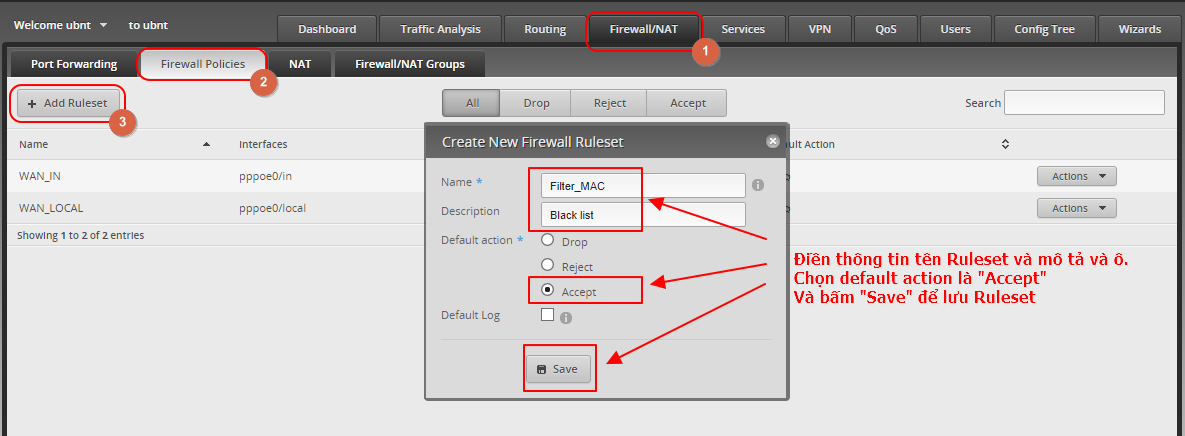 Welcome ubnt to ubnt
Dashboard Traffic Analysis Routing Firewall/NAT Services VPN QoS Users Config Tree Wizards
1
Port Forwarding Firewall Policies NAT Firewall/NAT Groups
2
+ Add Ruleset
3
All Drop Reject Accept
Search
Name Interfaces ult Action
WAN_IN pppoe0/in Actions
WAN_LOCAL pppoe0/local Actions
Showing 1 to 2 of 2 entries
Create New Firewall Ruleset
Name * Filter_MAC
Description Black list
Default action * Drop
Reject
Accept
Default Log
Save
Điền thông tin tên Ruleset và mô tả và ô.
Chọn default action là "Accept"
Và bấm "Save" để lưu Ruleset